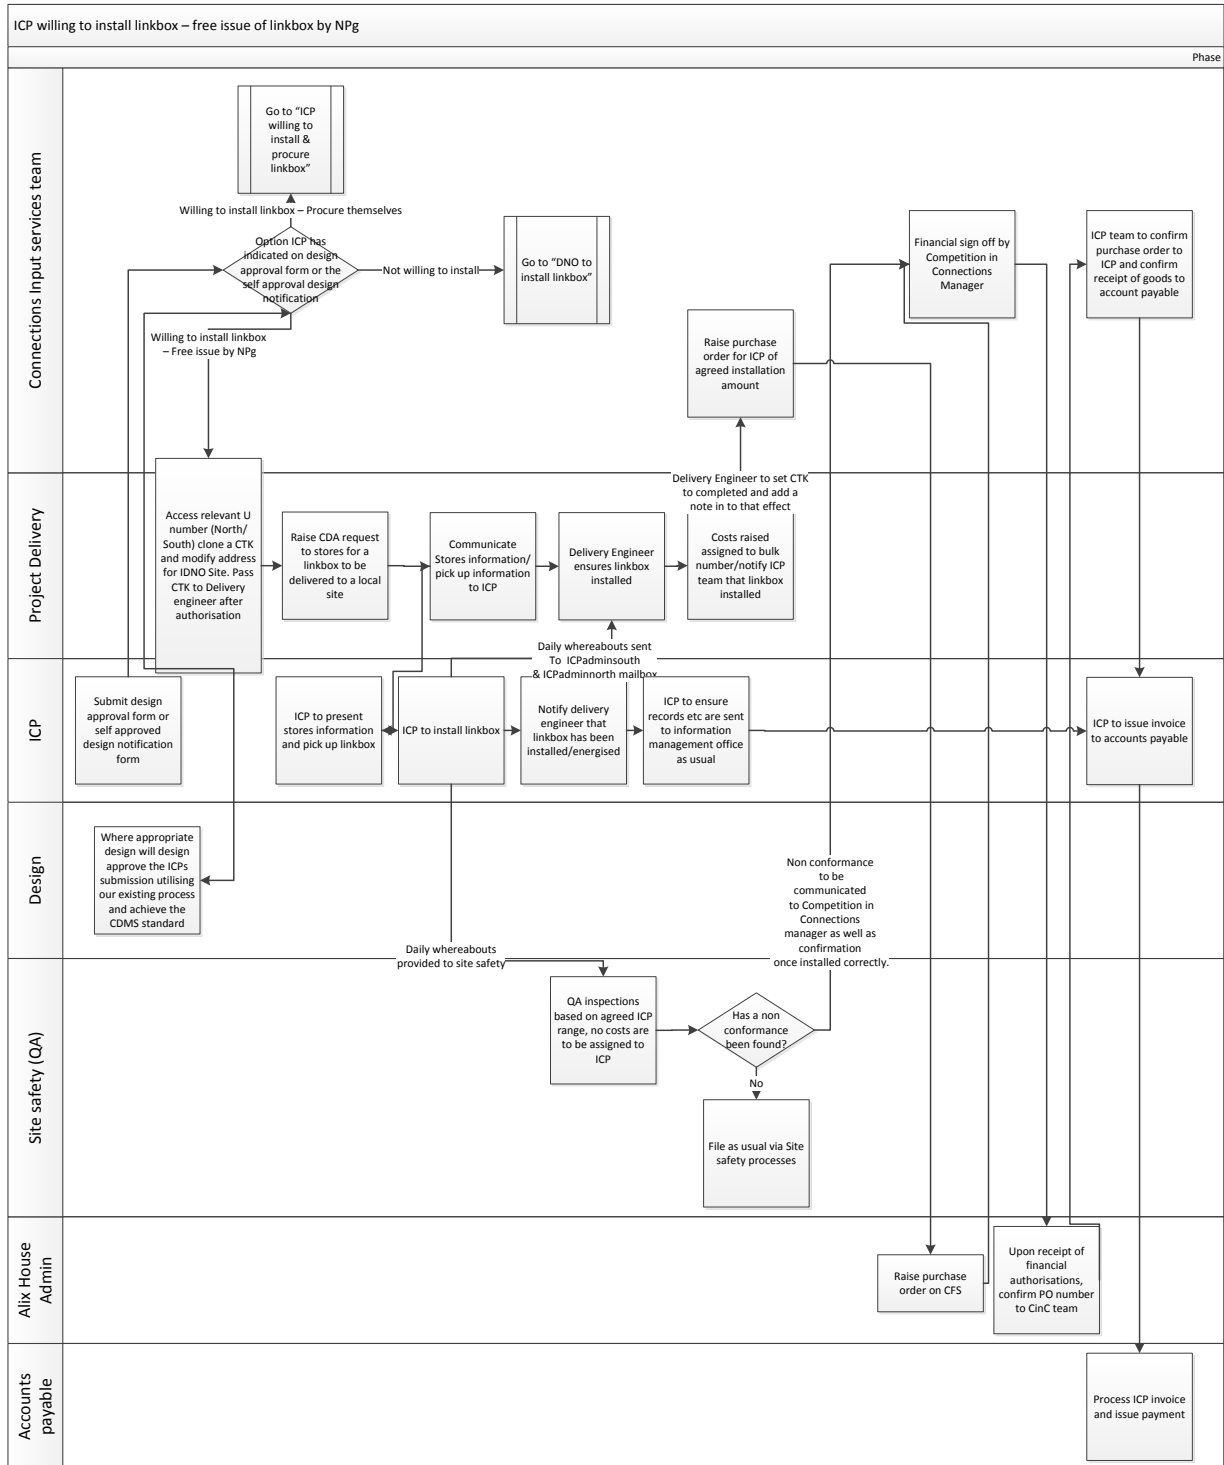 ICP willing to install linkbox – free issue of linkbox by NPg
Phase
Connections Input services team
Go to “ICP
willing to
install &
procure
linkbox”
Willing to install linkbox – Procure themselves
Option ICP has
indicated on design
approval form or the
self approval design
notification
Not willing to install
Go to “DNO to
install linkbox”
Willing to install linkbox
– Free issue by NPg
Raise purchase
order for ICP of
agreed installation
amount
Financial sign off by
Competition in
Connections
Manager
ICP team to confirm
purchase order to
ICP and confirm
receipt of goods to
account payable
Project Delivery
Access relevant U
number (North/
South) clone a CTK
and modify address
for IDNO Site. Pass
CTK to Delivery
engineer after
authorisation
Raise CDA request
to stores for a
linkbox to be
delivered to a local
site
Communicate
Stores information/
pick up information
to ICP
Delivery Engineer
ensures linkbox
installed
Delivery Engineer to set CTK
to completed and add a
note in to that effect
Costs raised
assigned to bulk
number/notify ICP
team that linkbox
installed
Daily whereabouts sent
To ICPadminsouth
& ICPadminnorth mailbox
ICP
Submit design
approval form or
self approved
design notification
form
ICP to present
stores information
and pick up linkbox
ICP to install linkbox
Notify delivery
engineer that
linkbox has been
installed/energised
ICP to ensure
records etc are sent
to information
management office
as usual
ICP to issue invoice
to accounts payable
Design
Where appropriate
design will design
approve the ICPs
submission utilising
our existing process
and achieve the
CDMS standard
Non conformance
to be
communicated
to Competition in
Connections
manager as well as
confirmation
once installed correctly.
Daily whereabouts
provided to site safety
Site safety (QA)
QA inspections
based on agreed ICP
range, no costs are
to be assigned to
ICP
Has a non
conformance
been found?
No
File as usual via Site
safety processes
Alix House
Admin
Raise purchase
order on CFS
Upon receipt of
financial
authorisations,
confirm PO number
to CinC team
Accounts
payable
Process ICP invoice
and issue payment